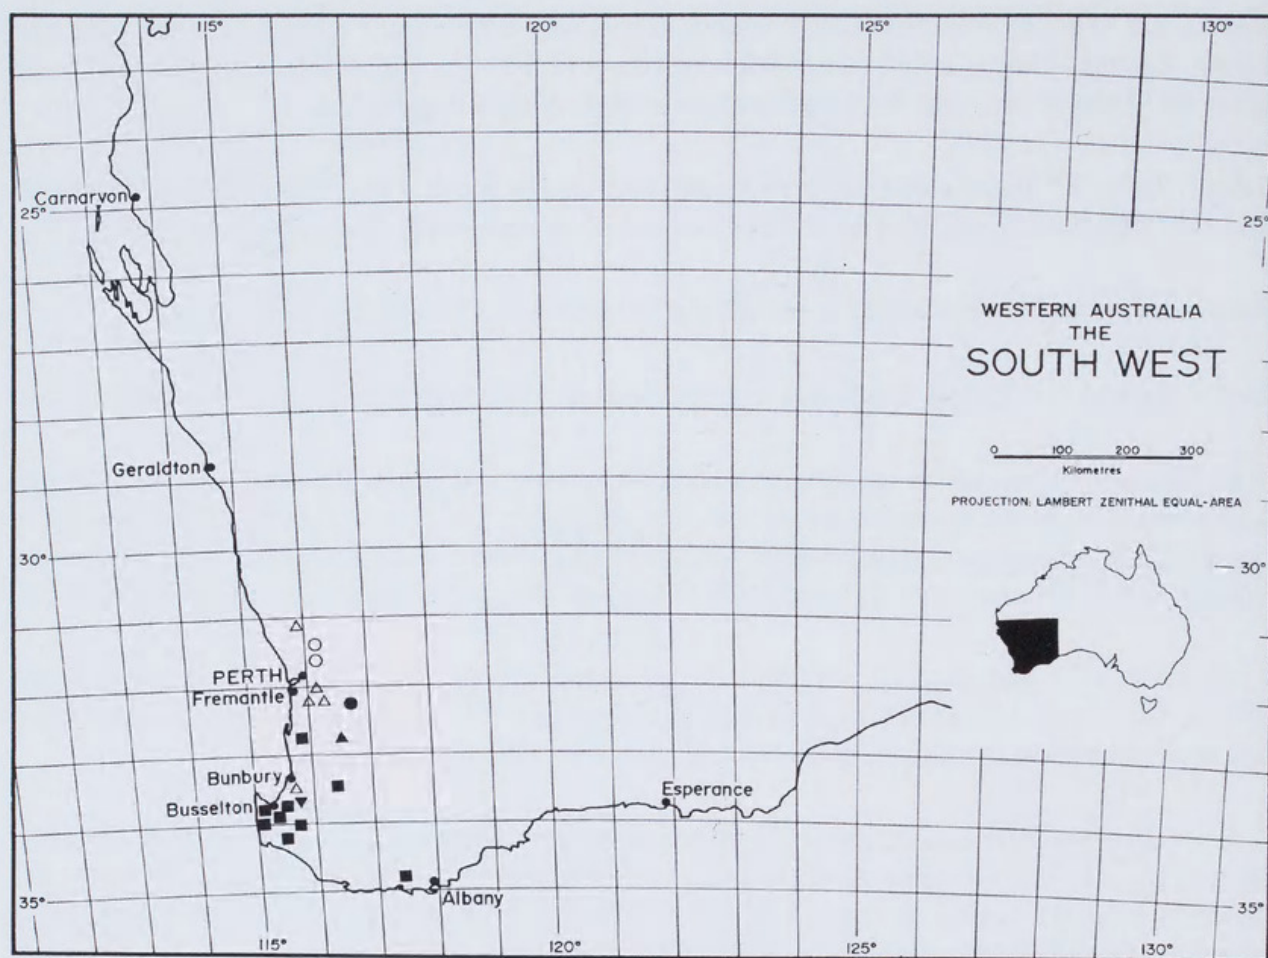 115°
120°
125°
130°
Carnarvon
25°
25°
WESTERN AUSTRALIA
THE
SOUTH WEST
0 100 200 300
Kilometres
PROJECTION: LAMBERT ZENITHAL EQUAL-AREA
Geraldton
30°
30°
PERTH
Fremantle
Bunbury
Busselton
Esperance
Albany
35°
35°
115°
120°
125°
130°